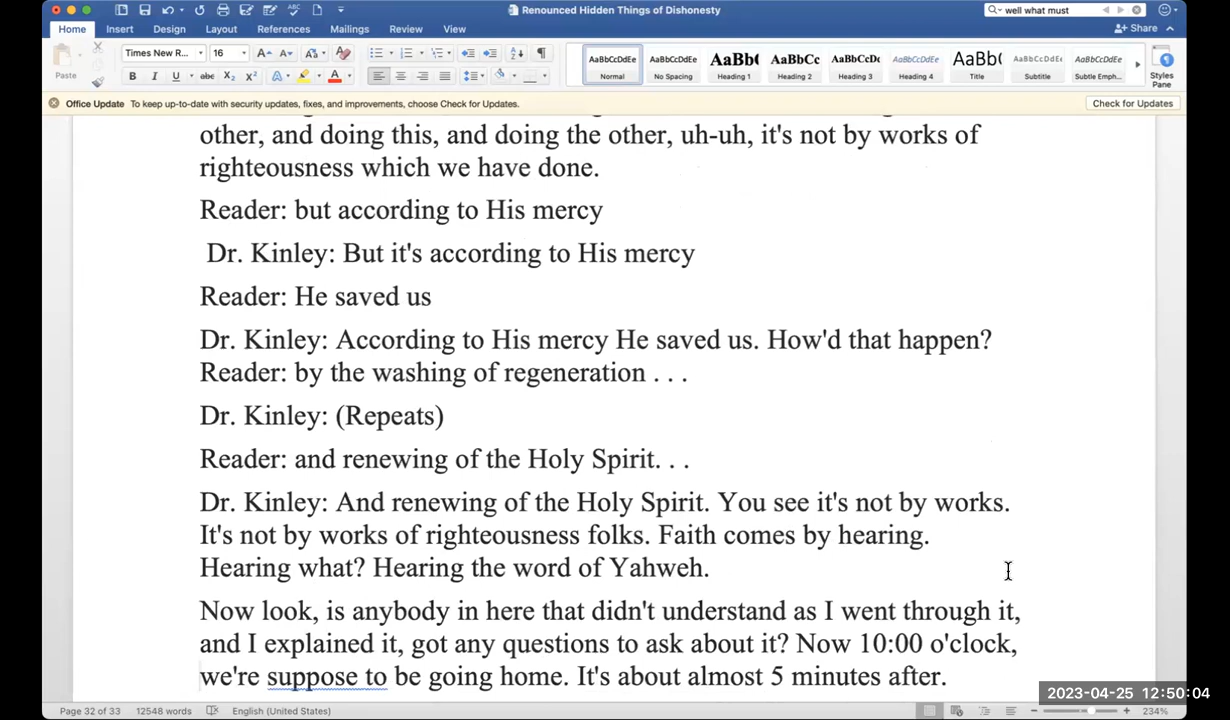 Renounced Hidden Things of Dishonesty
well what must
Home Insert Design Layout References Mailings Review View
Share
Paste
Times New R... 16
AaBbCcDdEe AaBbCcDdEe AaBb( AaBbCc AaBbCcDc AaBbCcDdEe AaBbC AaBbCcDdEe AaBbCcDdEe
Normal No Spacing Heading 1 Heading 2 Heading 3 Heading 4 Title Subtitle Subtle Emph... Styles
Pane
Office Update To keep up-to-date with security updates, fixes, and improvements, choose Check for Updates. Check for Updates
other, and doing this, and doing the other, uh-uh, it's not by works of
righteousness which we have done.
Reader: but according to His mercy
Dr. Kinley: But it's according to His mercy
Reader: He saved us
Dr. Kinley: According to His mercy He saved us. How'd that happen?
Reader: by the washing of regeneration . . .
Dr. Kinley: (Repeats)
Reader: and renewing of the Holy Spirit. . .
Dr. Kinley: And renewing of the Holy Spirit. You see it's not by works.
It's not by works of righteousness folks. Faith comes by hearing.
Hearing what? Hearing the word of Yahweh.
Now look, is anybody in here that didn't understand as I went through it,
and I explained it, got any questions to ask about it? Now 10:00 o'clock,
we're suppose to be going home. It's about almost 5 minutes after.
2023-04-25 12:50:04
Page 32 of 33 12548 words English (United States) 234%